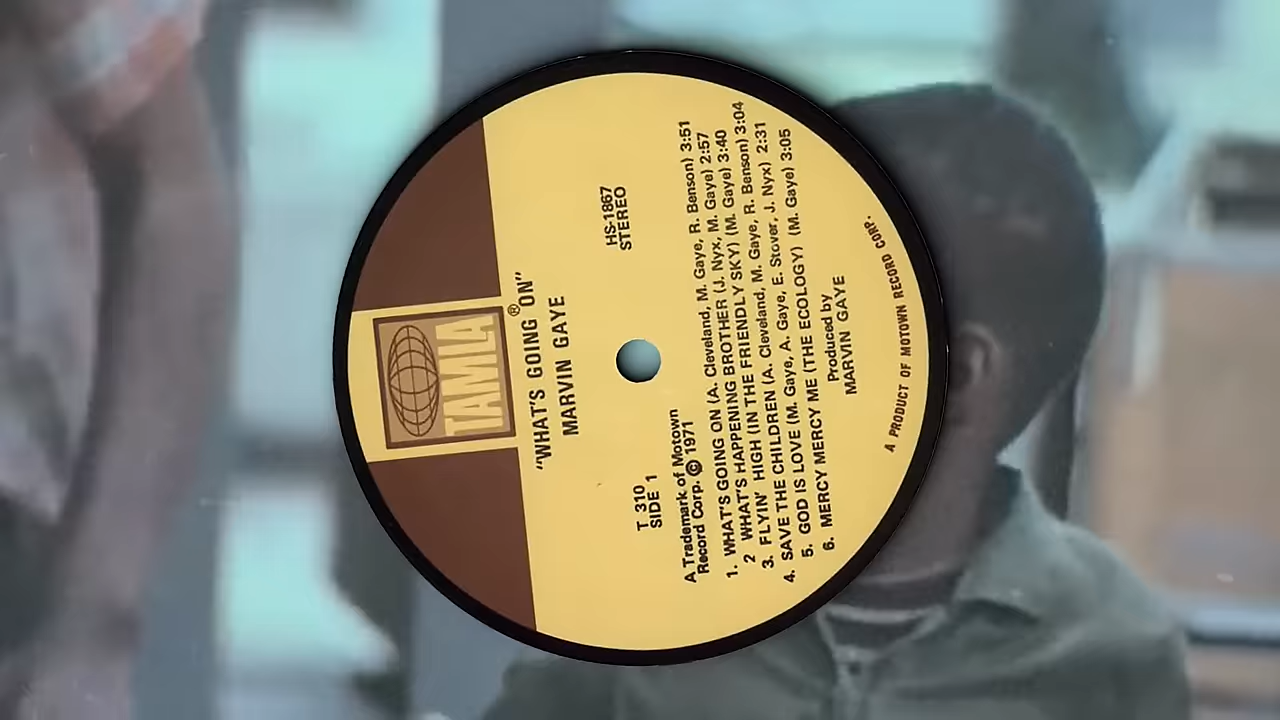 TAMLA®
"WHAT'S GOING ON"
MARVIN GAYE
T 310
SIDE 1
HS-1867
STEREO
A Trademark of Motown
Record Corp. © 1971
1. WHAT'S GOING ON (A. Cleveland, M. Gaye, R. Benson) 3:51
2 WHAT'S HAPPENING BROTHER (J. Nyx, M. Gaye) 2:57
3. FLYIN' HIGH (IN THE FRIENDLY SKY) (M. Gaye) 3:40
4. SAVE THE CHILDREN (A. Cleveland, M. Gaye, R. Benson) 3:04
5. GOD IS LOVE (M. Gaye, A. Gaye, E. Stover, J. Nyx) 2:31
6. MERCY MERCY ME (THE ECOLOGY) (M. Gaye) 3:05
Produced by
MARVIN GAYE
A PRODUCT OF MOTOWN RECORD CORP.